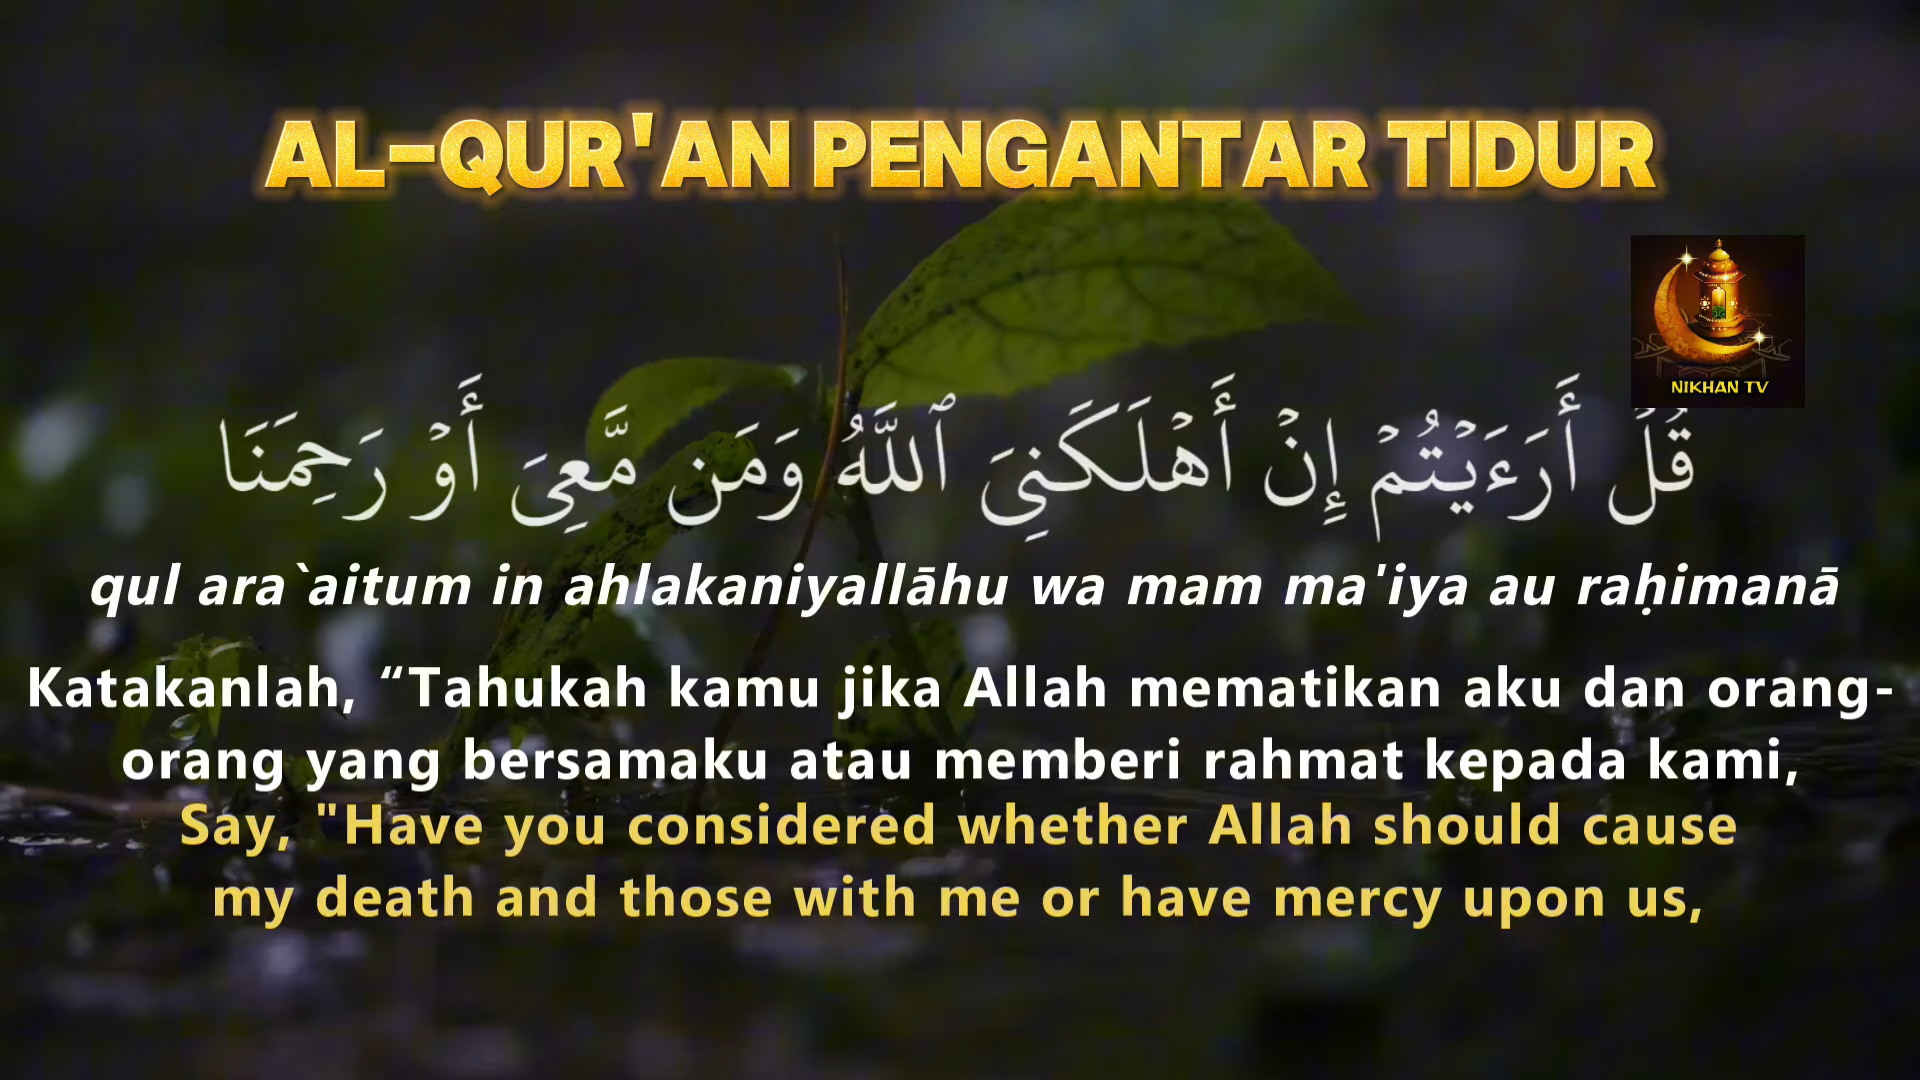 AL-QUR'AN PENGANTAR TIDUR
NIKHAN TV
قُلْ أَرَءَيْتُمْ إِنْ أَهْلَكَنِىَ ٱللَّهُ وَمَن مَّعِىَ أَوْ رَحِمَنَا
qul ara`aitum in ahlakaniyallāhu wa mam ma'iya au raḥimanā
Katakanlah, “Tahukah kamu jika Allah mematikan aku dan orang-
orang yang bersamaku atau memberi rahmat kepada kami,
Say, "Have you considered whether Allah should cause
my death and those with me or have mercy upon us,